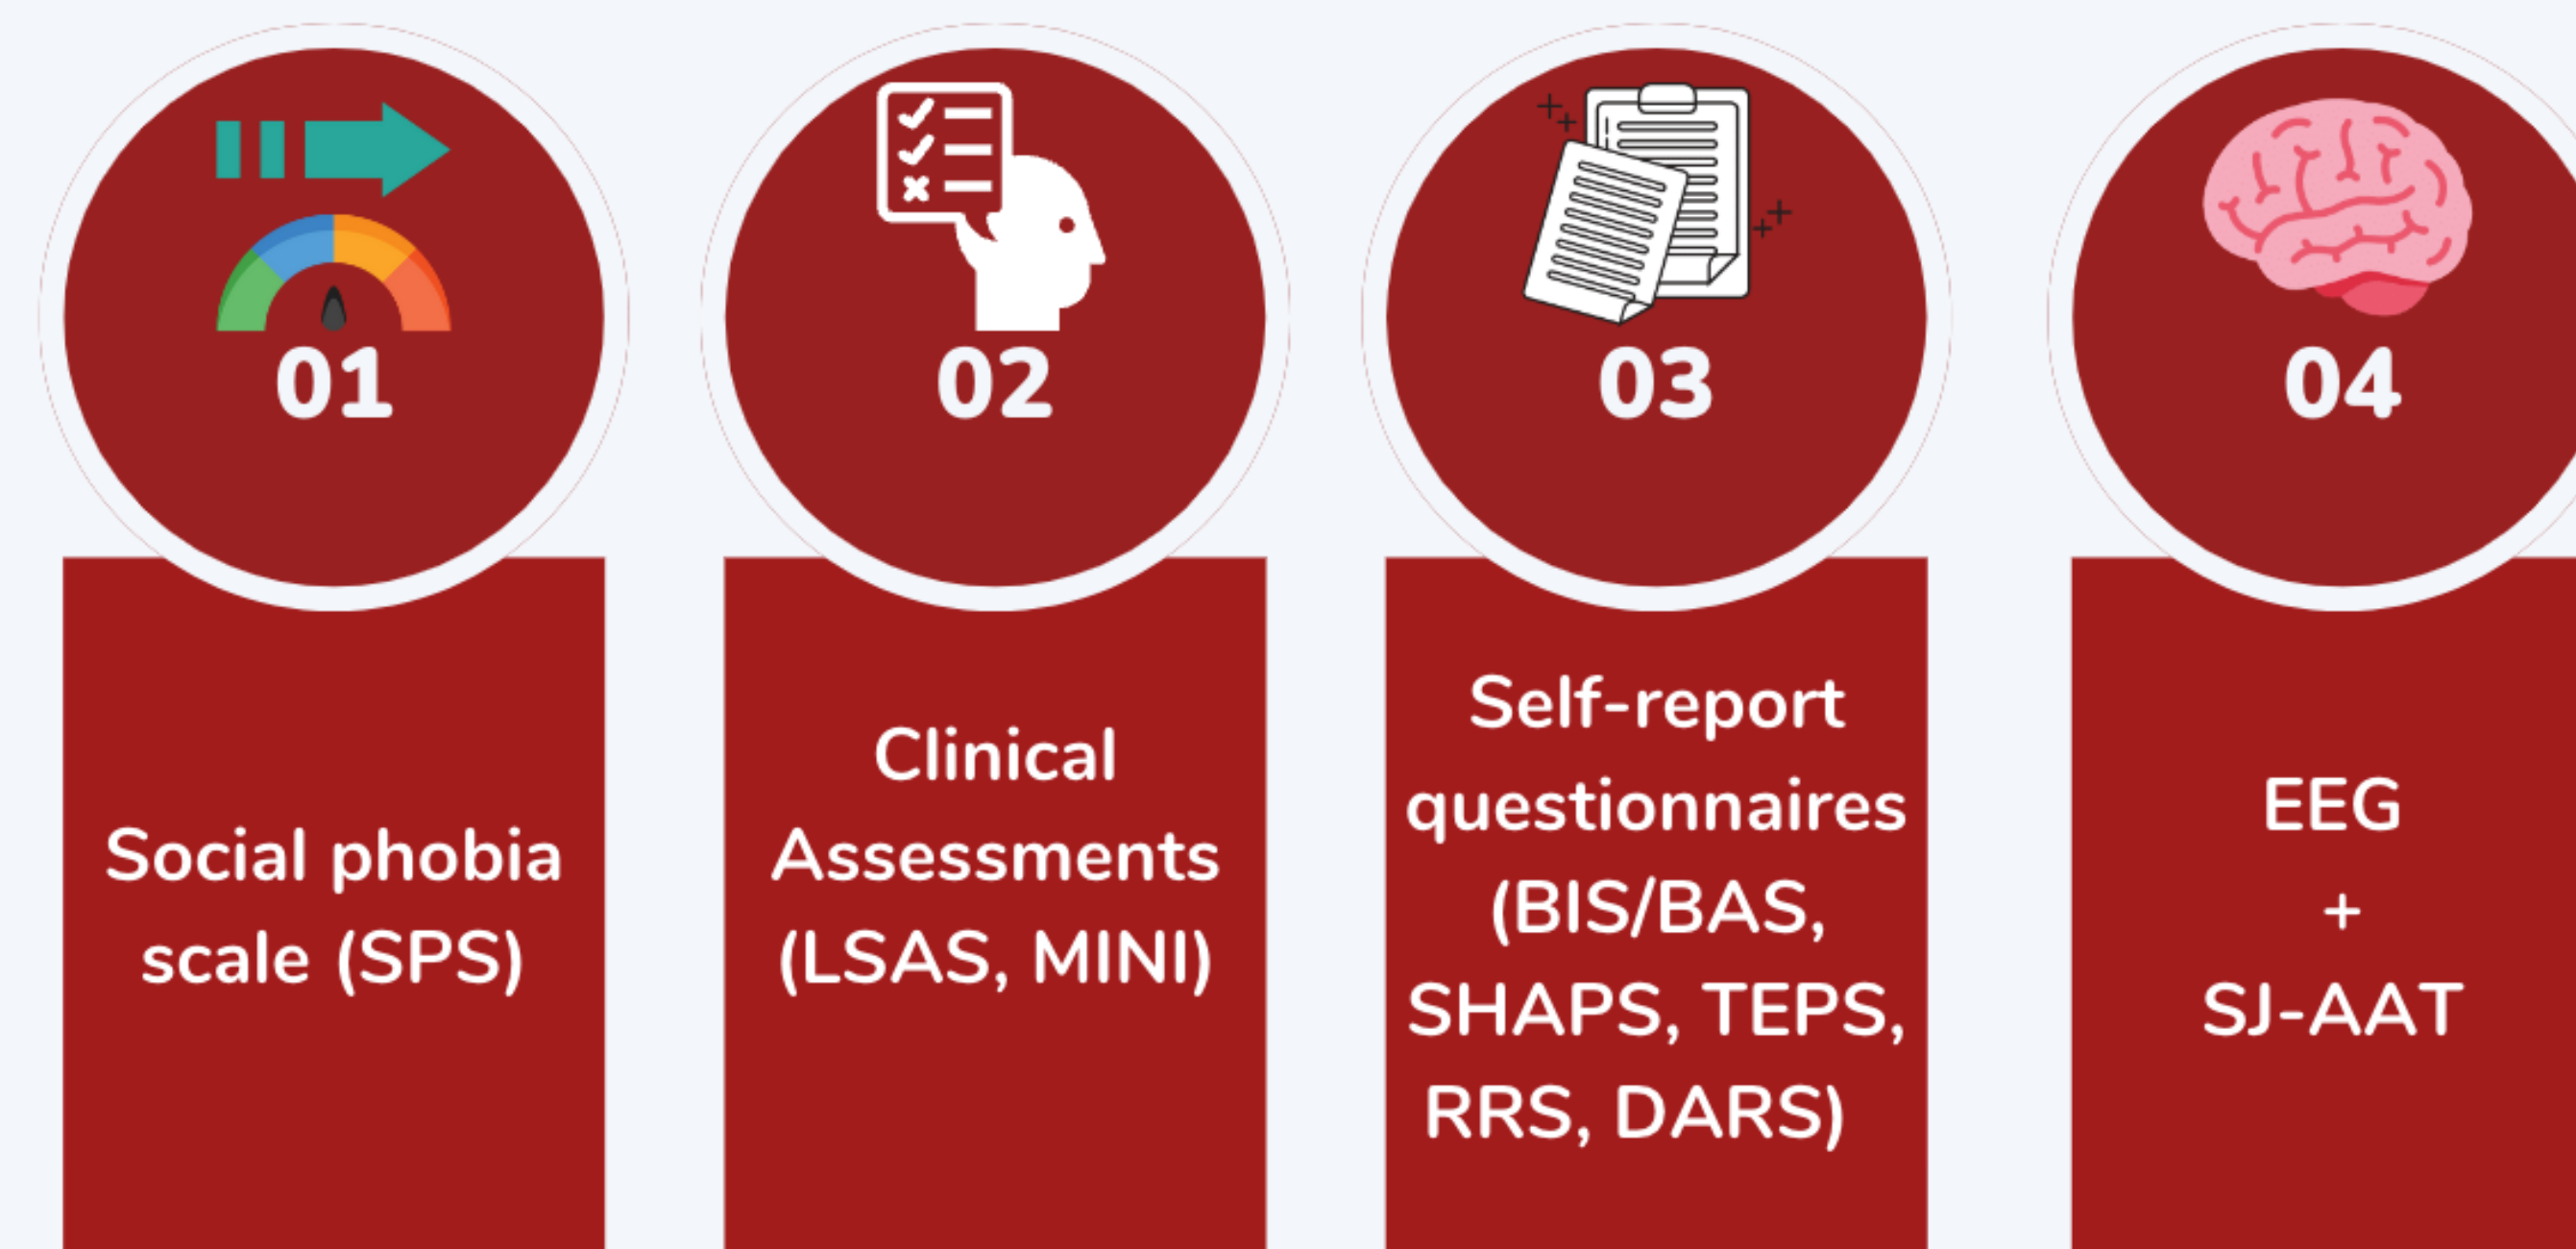 01
Social phobia
scale (SPS)
02
Clinical
Assessments
(LSAS, MINI)
03
Self-report
questionnaires
(BIS/BAS,
SHAPS, TEPS,
RRS, DARS)
04
EEG
+
SJ-AAT